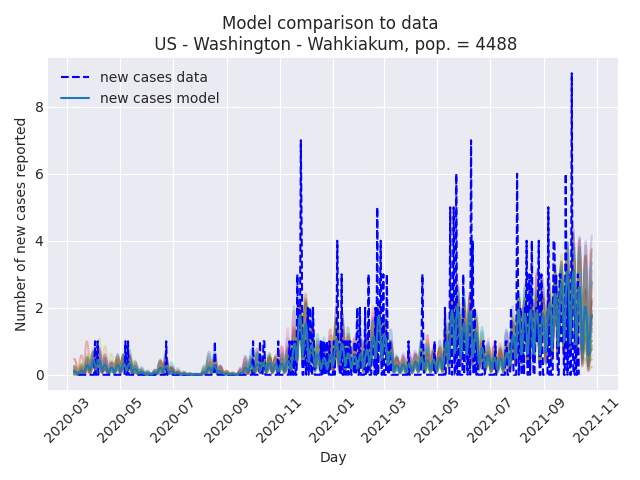 Model comparison to data
US - Washington - Wahkiakum, pop. = 4488
new cases data
new cases model
Number of new cases reported
8
6
4
2
0
2020-03
2020-05
2020-07
2020-09
2020-11
2021-01
2021-03
2021-05
2021-07
2021-09
2021-11
Day